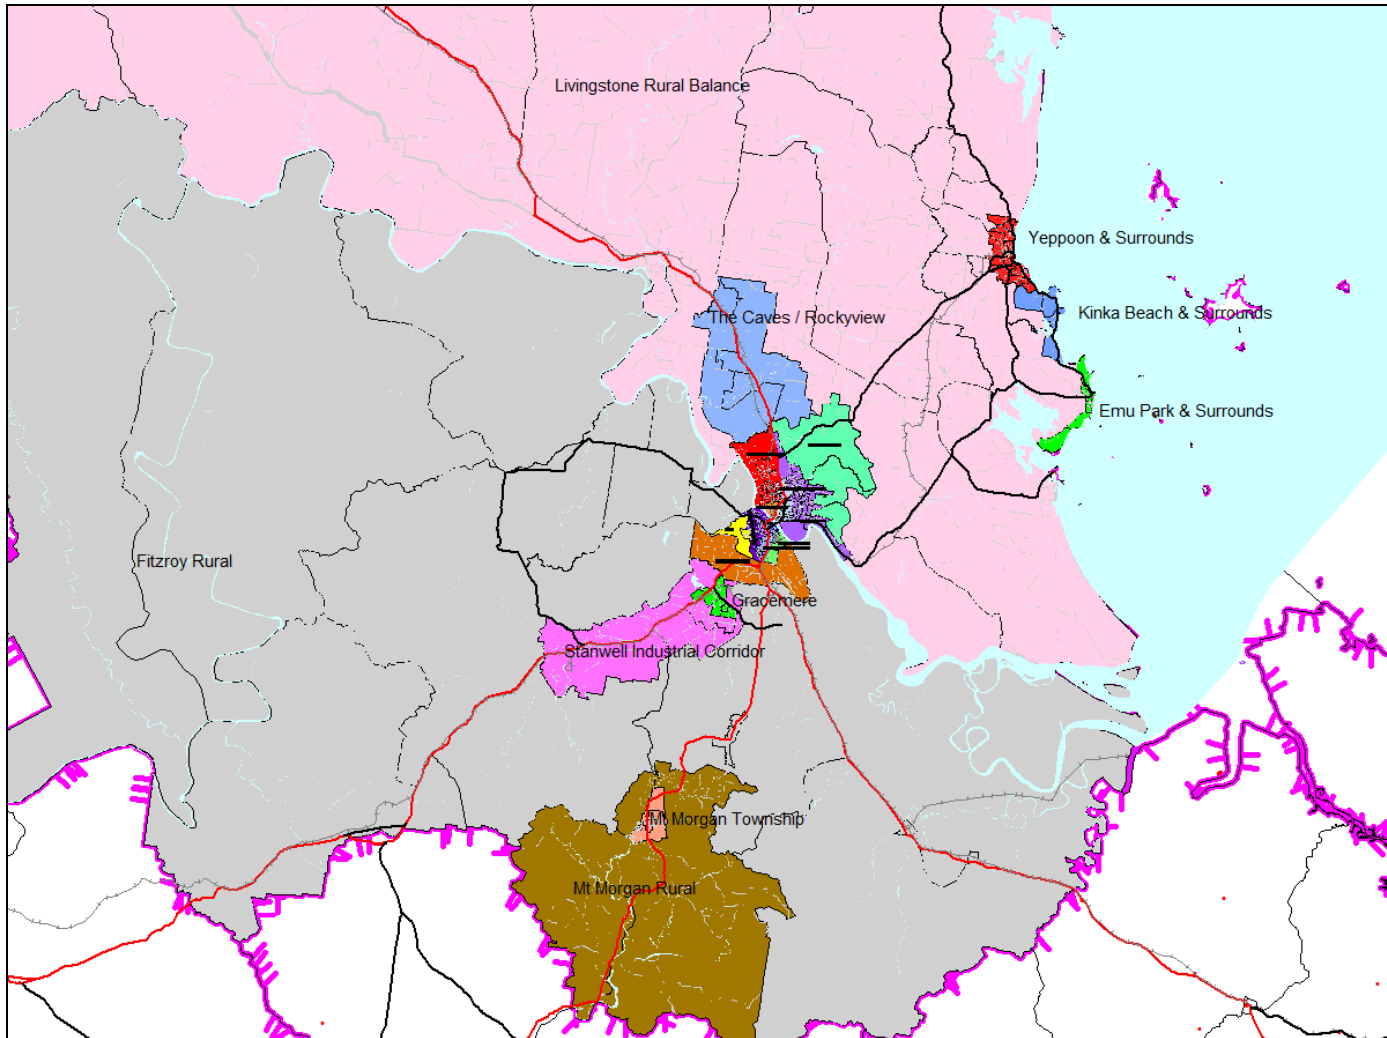 Livingstone Rural Balance
Yeppoon & Surrounds
Kinka Beach & Surrounds
The Caves / Rockyview
Emu Park & Surrounds
Fitzroy Rural
Gracemere
Stanwell Industrial Corridor
Mt Morgan Township
Mt Morgan Rural